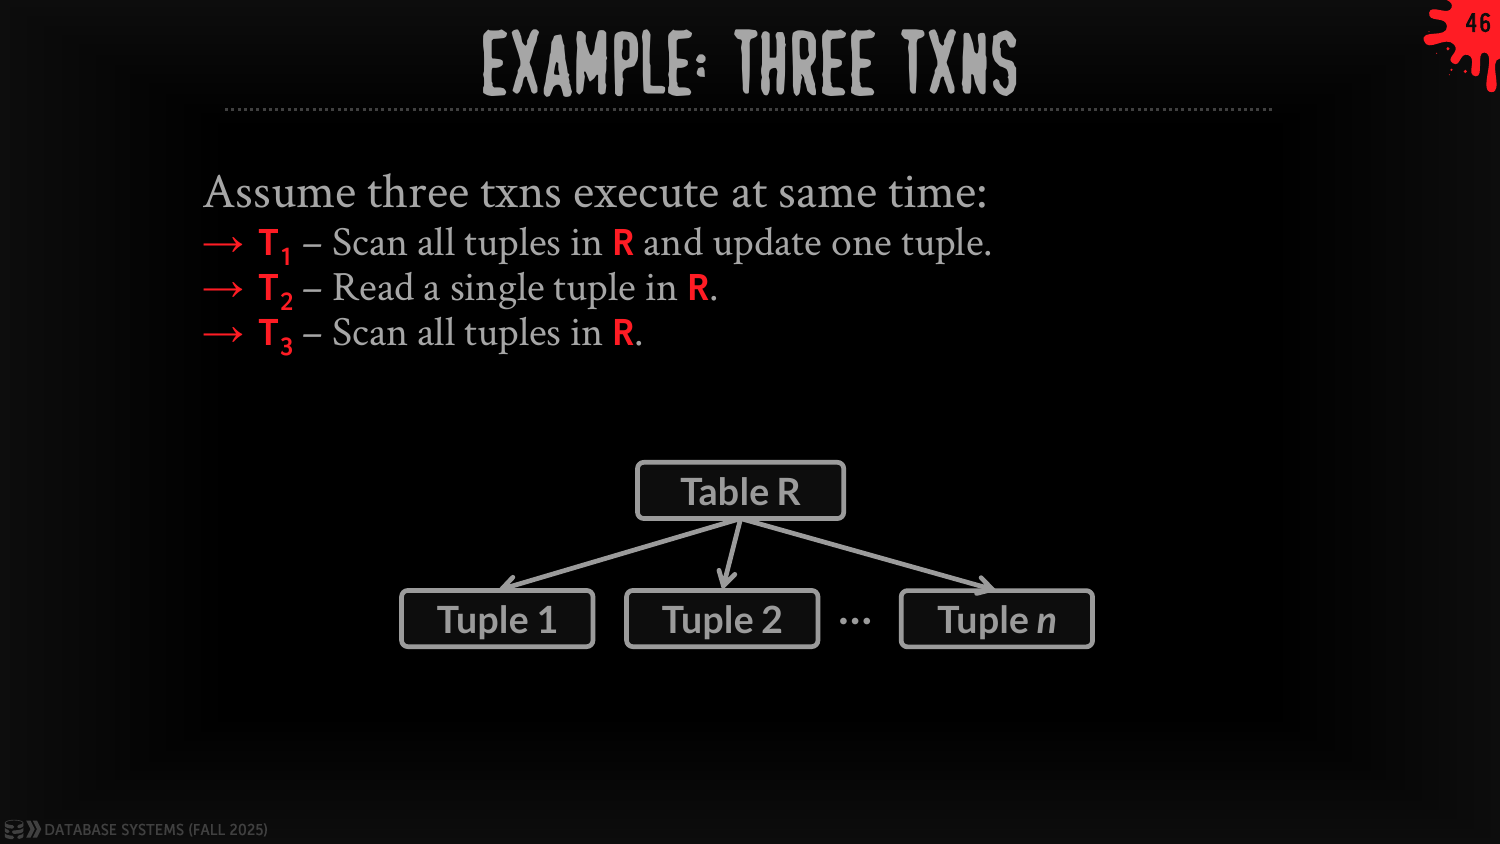 46
EXAMPLE: THREE TXNS
Assume three txns execute at same time:
→ T1 – Scan all tuples in R and update one tuple.
→ T2 – Read a single tuple in R.
→ T3 – Scan all tuples in R.
Table R
Tuple 1 Tuple 2 ... Tuple n
DATABASE SYSTEMS (FALL 2025)